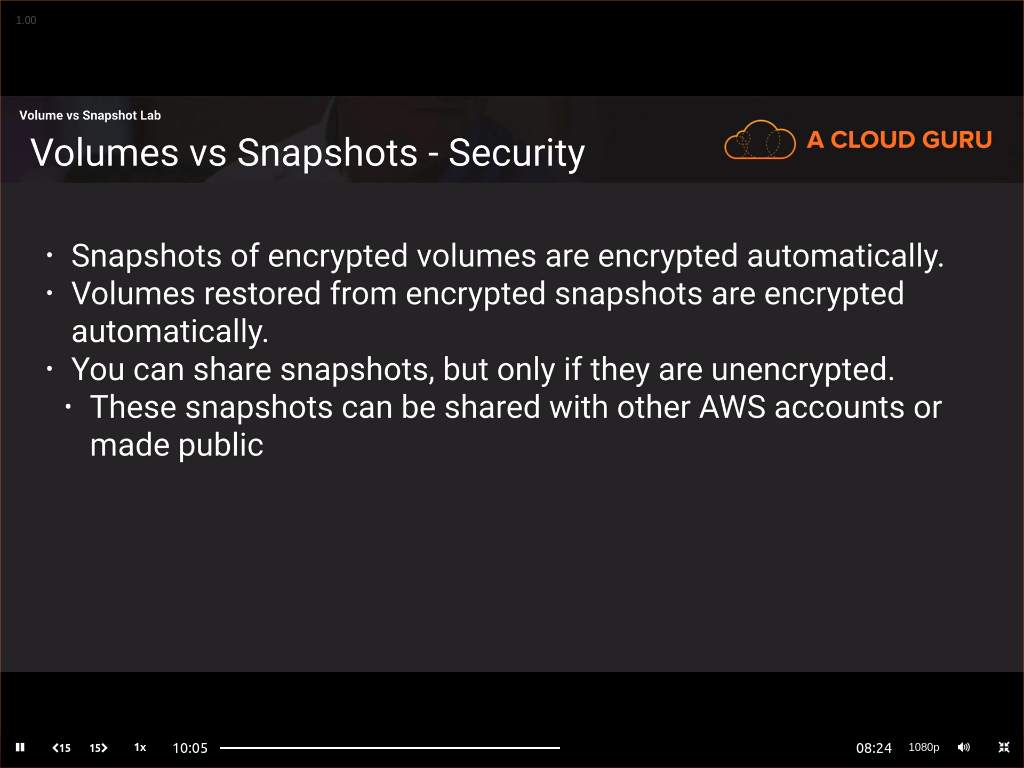 1.00
Volume vs Snapshot Lab
Volumes vs Snapshots - Security
A CLOUD GURU
• Snapshots of encrypted volumes are encrypted automatically.
• Volumes restored from encrypted snapshots are encrypted
automatically.
• You can share snapshots, but only if they are unencrypted.
• These snapshots can be shared with other AWS accounts or
made public
15 15 1x 10:05 08:24 1080p